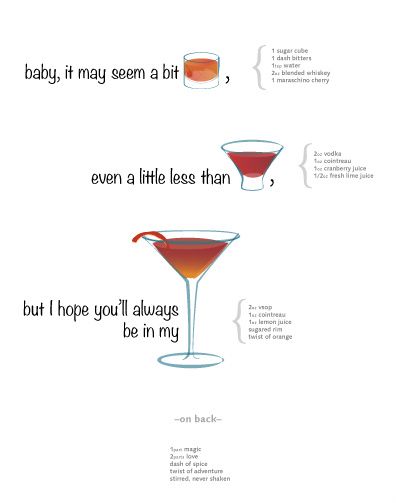 baby, it may seem a bit ,
1 sugar cube
1 dash bitters
1tsp water
2oz blended whiskey
1 maraschino cherry
even a little less than ,
2oz vodka
1oz cointreau
1oz cranberry juice
1/2oz fresh lime juice
but I hope you'll always
be in my
2oz vsop
1oz cointreau
1oz lemon juice
sugared rim
twist of orange
–on back–
1part magic
2parts love
dash of spice
twist of adventure
stirred, never shaken